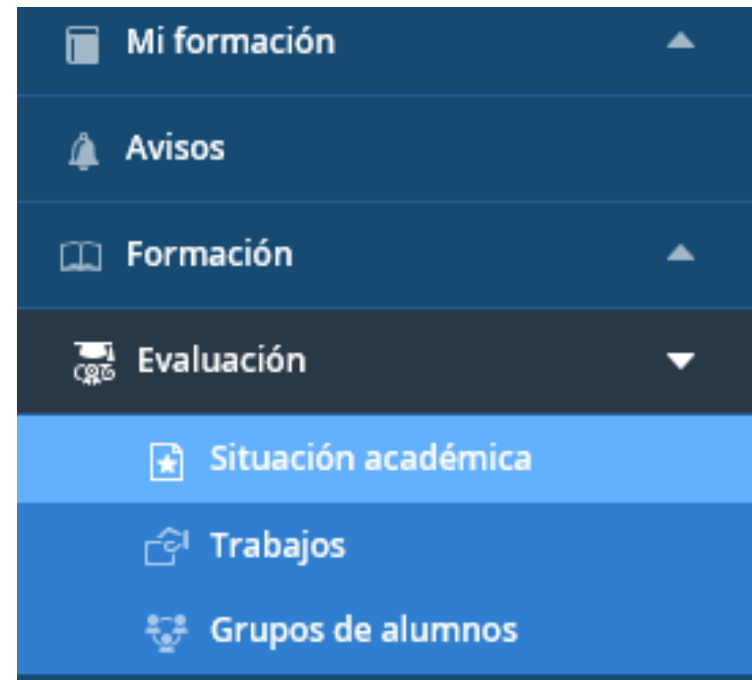 Mi formación
Avisos
Formación
Evaluación
Situación académica
Trabajos
Grupos de alumnos